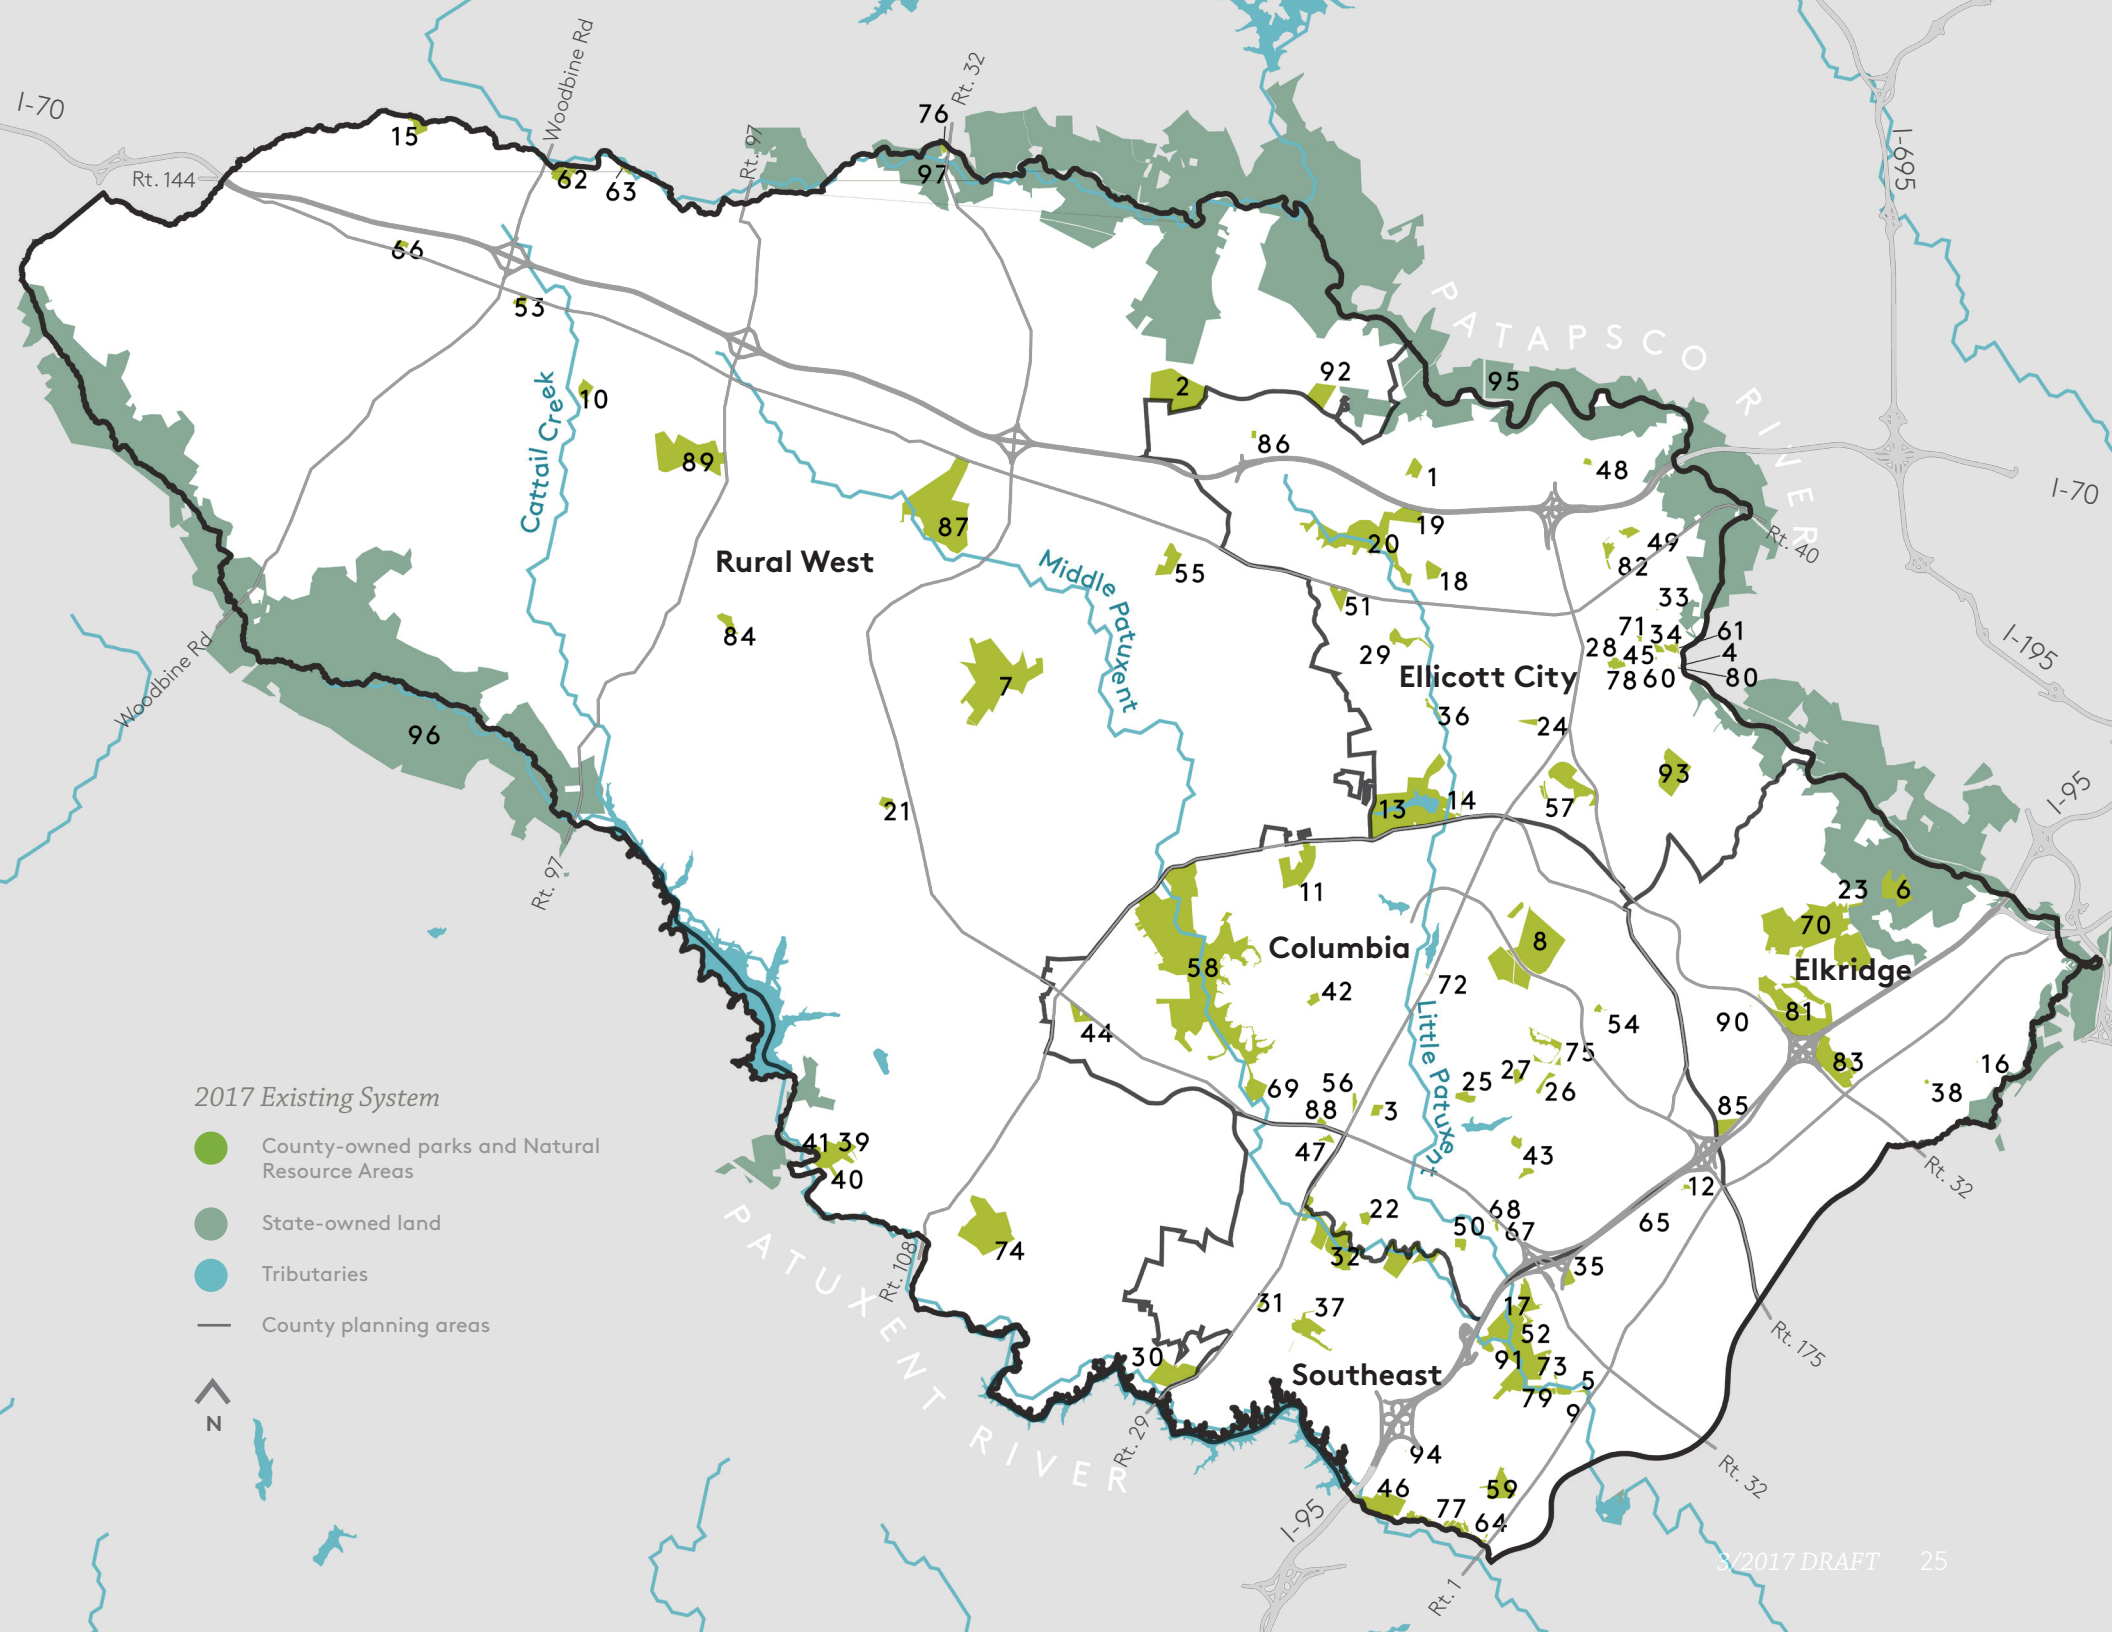 Woodbine Rd
Rt. 32
I-70
76
15
I-695
Rt. 97
97
Rt. 144
62
63
66
53
PATAPSCO RIVER
92
95
2
10
Cattail Creek
86
89
48
1
I-70
87
19
49
20
Rt. 40
Rural West
Middle Patuxent
55
82
18
33
51
84
71
34
61
28
45
4
29
Ellicott City
78
60
80
7
I-195
Woodbine Rd
36
24
96
93
13
14
57
21
I-95
Rt. 97
11
23
6
70
8
Columbia
58
Elkridge
72
42
81
54
90
44
Little Patuxent
75
83
16
27
69
56
25
26
38
2017 Existing System
88
3
85
County-owned parks and Natural
Resource Areas
41
39
47
43
40
12
Rt. 32
State-owned land
22
68
65
50
67
PATUXENT RIVER
74
32
35
Rt. 108
Tributaries
31
37
17
County planning areas
52
Rt. 175
30
91
73
Southeast
5
79
9
N
Rt. 29
94
46
59
Rt. 32
77
64
I-95
3/2017 DRAFT 25
Rt. 1